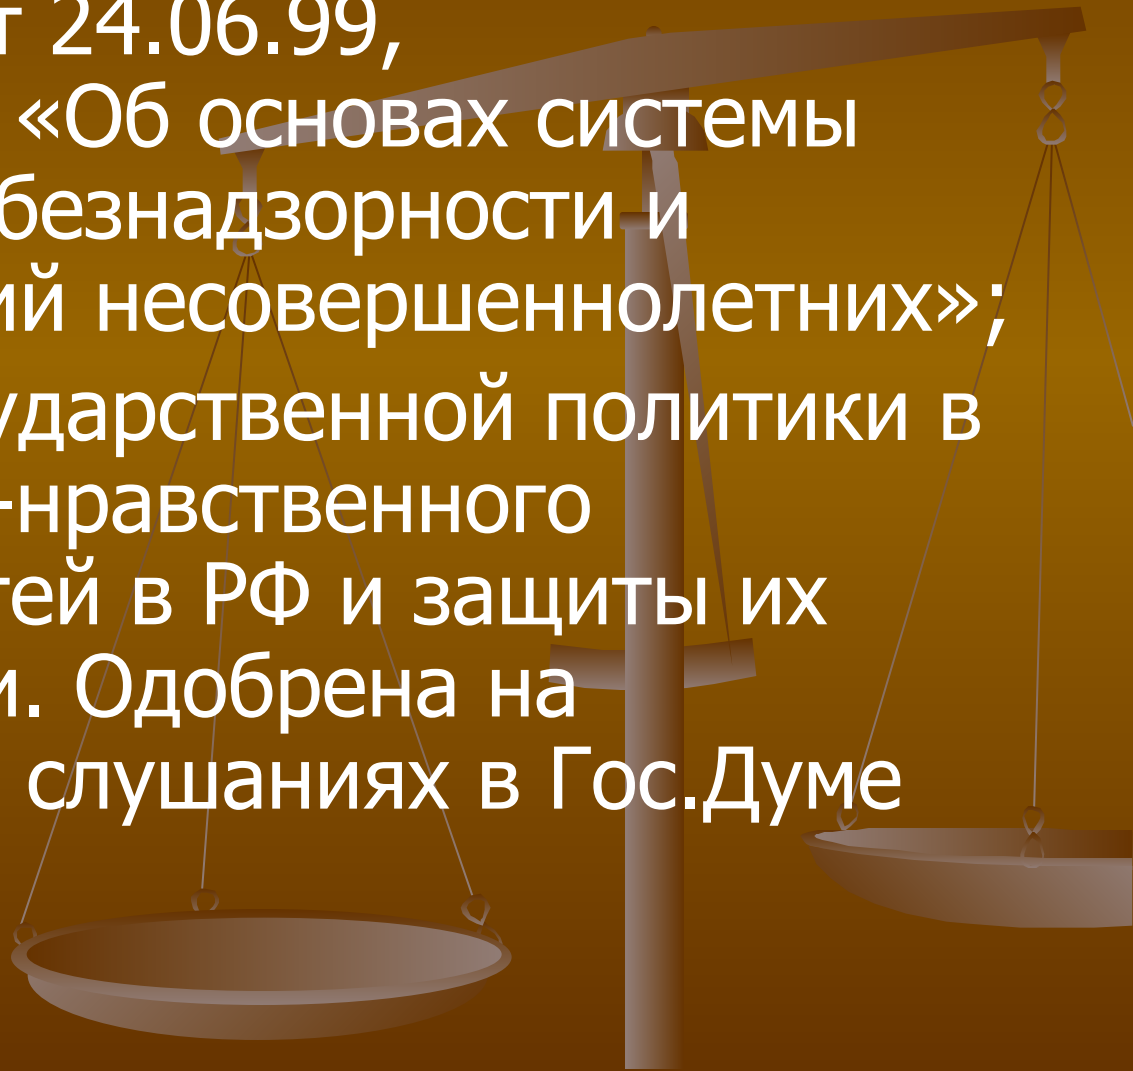 т 24.06.99,
«Об основах системы
безнадзорности и
ий несовершеннолетних»;
ударственной политики в
-нравственного
тей в РФ и защиты их
и. Одобрена на
слушаниях в Гос.Думе